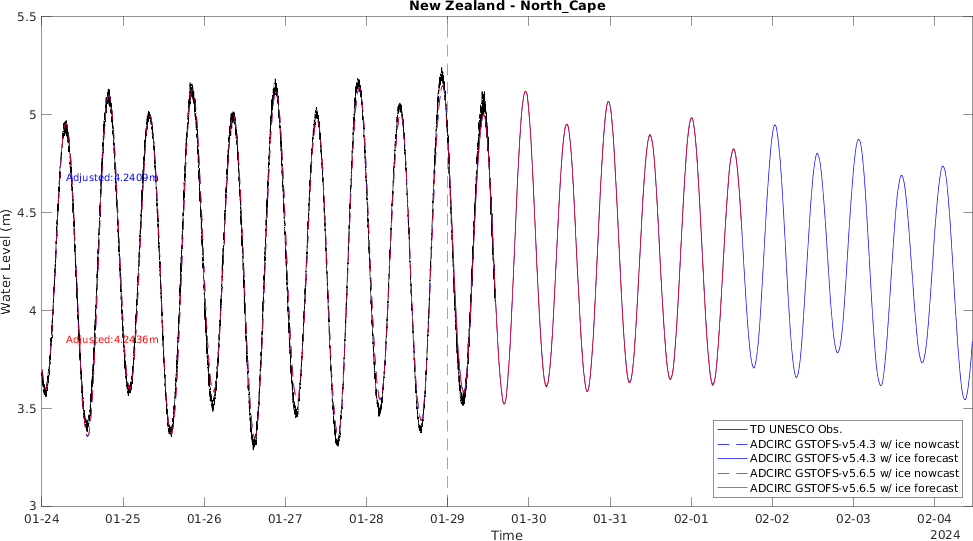 New Zealand - North_Cape
Water Level (m)
5.5
5
4.5
4
3.5
3
Adjusted:4.2409m
Adjusted:4.2436m
TD UNESCO Obs.
ADCIRC GSTOFS-v5.4.3 w/ ice nowcast
ADCIRC GSTOFS-v5.4.3 w/ ice forecast
ADCIRC GSTOFS-v5.6.5 w/ ice nowcast
ADCIRC GSTOFS-v5.6.5 w/ ice forecast
01-24 01-25 01-26 01-27 01-28 01-29 01-30 01-31 02-01 02-02 02-03 02-04
Time
2024